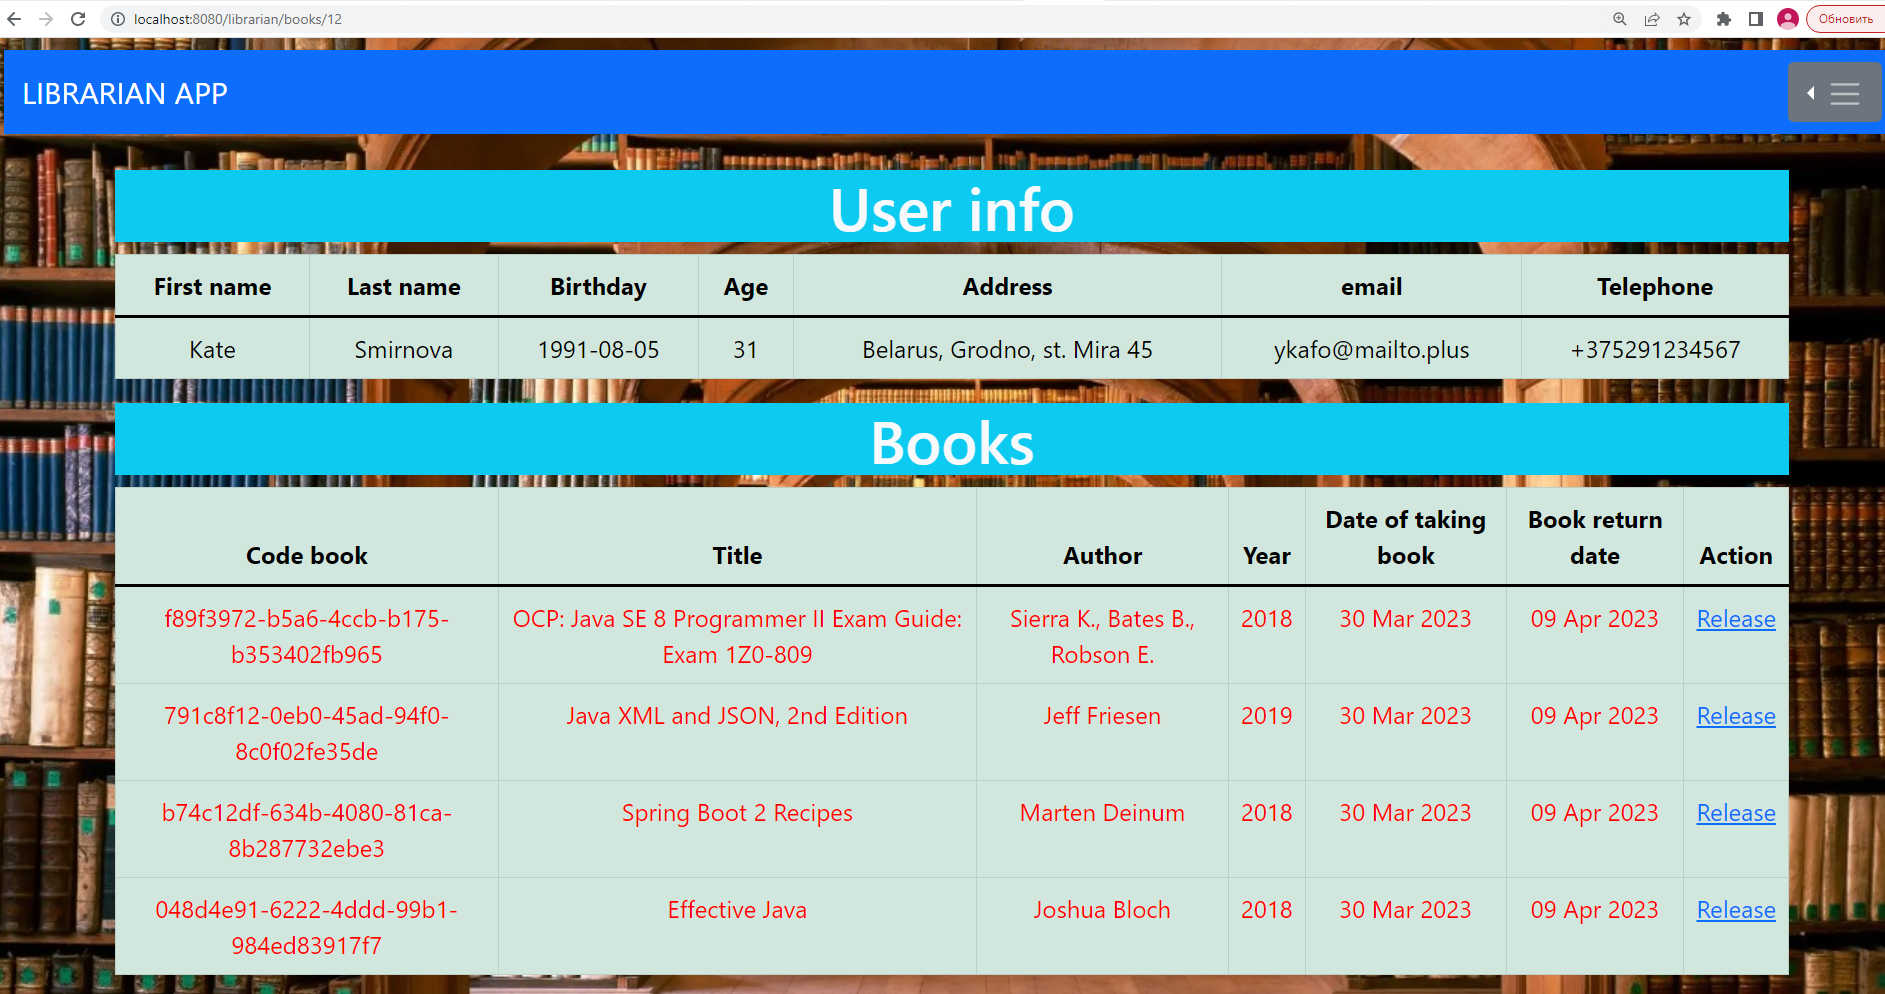 localhost:8080/librarian/books/12
Обновить
LIBRARIAN APP
User info
First name Last name Birthday Age Address email Telephone
Kate Smirnova 1991-08-05 31 Belarus, Grodno, st. Mira 45 ykafo@mailto.plus +375291234567
Books
Code book Title Author Year Date of taking book Book return date Action
f89f3972-b5a6-4ccb-b175- OCP: Java SE 8 Programmer II Exam Guide: Sierra K., Bates B., 2018 30 Mar 2023 09 Apr 2023 Release
b353402fb965 Exam 1Z0-809 Robson E.
791c8f12-0eb0-45ad-94f0- Java XML and JSON, 2nd Edition Jeff Friesen 2019 30 Mar 2023 09 Apr 2023 Release
8c0f02fe35de
b74c12df-634b-4080-81ca- Spring Boot 2 Recipes Marten Deinum 2018 30 Mar 2023 09 Apr 2023 Release
8b287732ebe3
048d4e91-6222-4ddd-99b1- Effective Java Joshua Bloch 2018 30 Mar 2023 09 Apr 2023 Release
984ed83917f7